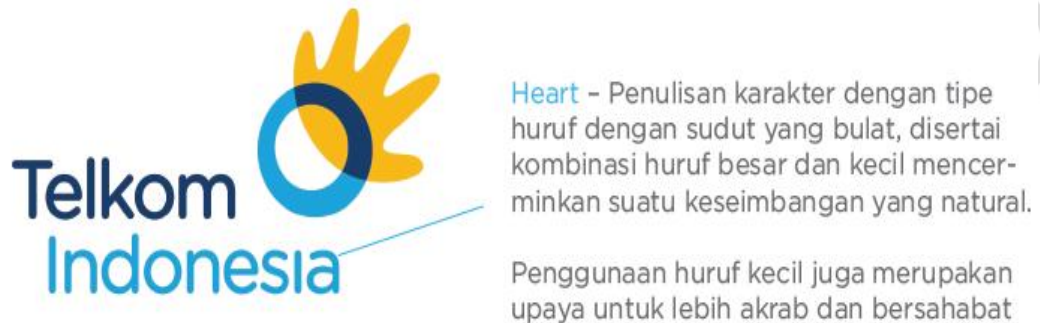 Telkom
Indonesia
Heart – Penulisan karakter dengan tipe
huruf dengan sudut yang bulat, disertai
kombinasi huruf besar dan kecil mencer-
minkan suatu keseimbangan yang natural.
Penggunaan huruf kecil juga merupakan
upaya untuk lebih akrab dan bersahabat